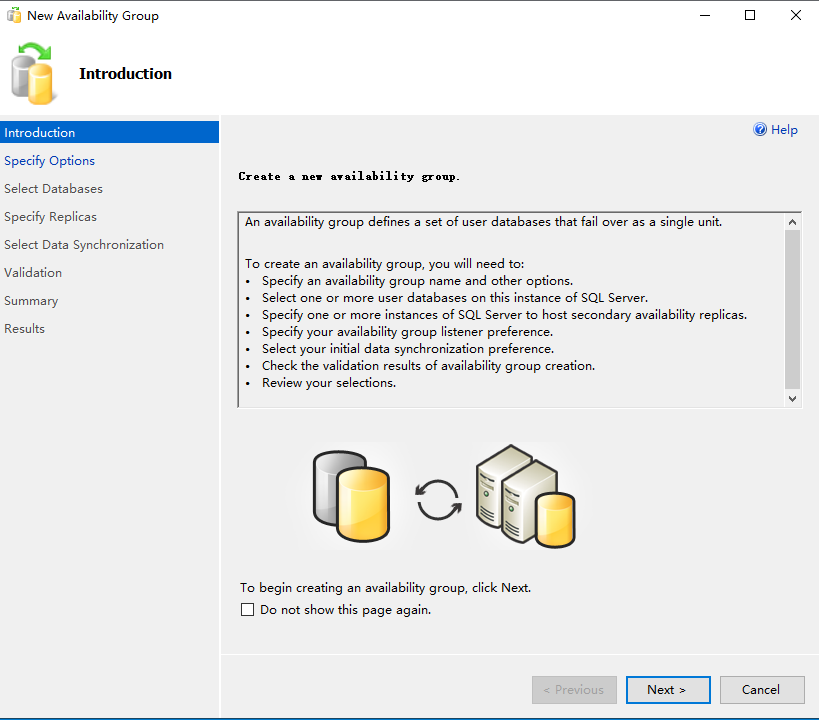 New Availability Group
Introduction
Introduction
Specify Options
Select Databases
Specify Replicas
Select Data Synchronization
Validation
Summary
Results
Help
Create a new availability group.
An availability group defines a set of user databases that fail over as a single unit.
To create an availability group, you will need to:
• Specify an availability group name and other options.
• Select one or more user databases on this instance of SQL Server.
• Specify one or more instances of SQL Server to host secondary availability replicas.
• Specify your availability group listener preference.
• Select your initial data synchronization preference.
• Check the validation results of availability group creation.
• Review your selections.
To begin creating an availability group, click Next.
Do not show this page again.
< Previous
Next >
Cancel